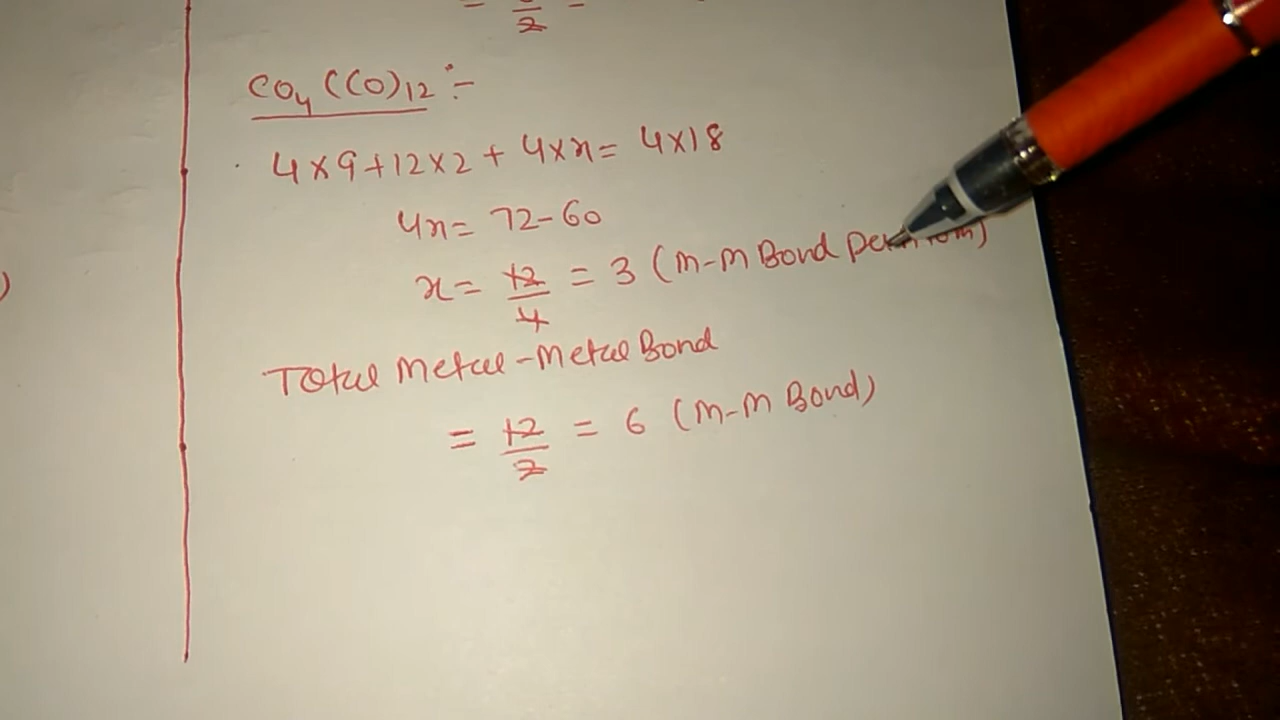 = 2 =
CO4 (CO)12 :-
4×9+12×2 + 4×x= 4×18
4x= 72-60
x= 12/4 = 3 (M-M Bond
Total Metal-Metal Bond
= 12/2 = 6 (M-M Bond)
)